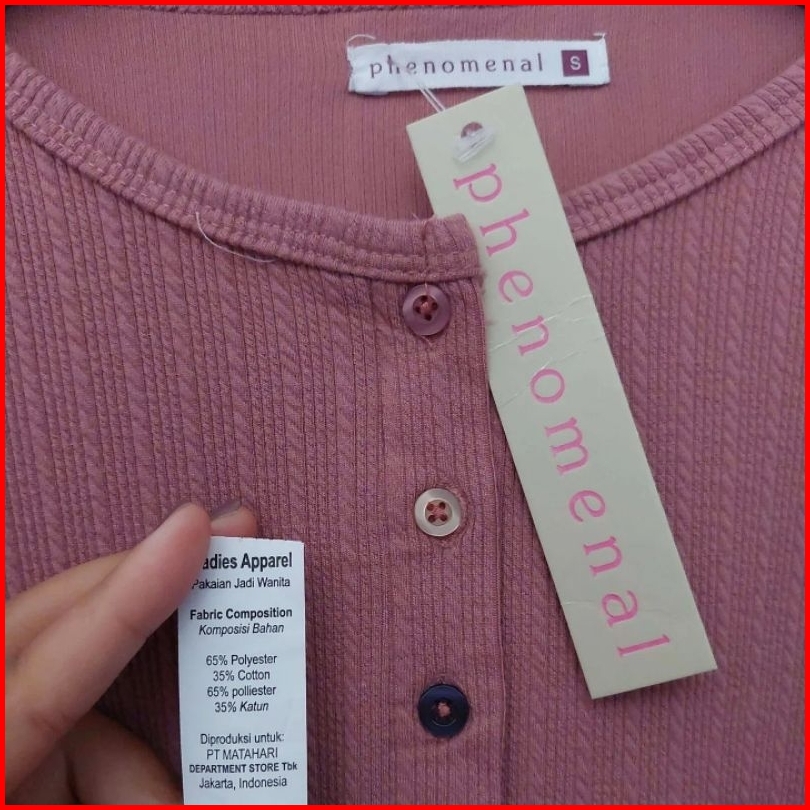 phenomenal S
phenomenal
adies Apparel
Pakaian Jadi Wanita
Fabric Composition
Komposisi Bahan
65% Polyester
35% Cotton
65% polliester
35% Katun
Diproduksi untuk:
PT MATAHARI
DEPARTMENT STORE Tbk
Jakarta, Indonesia